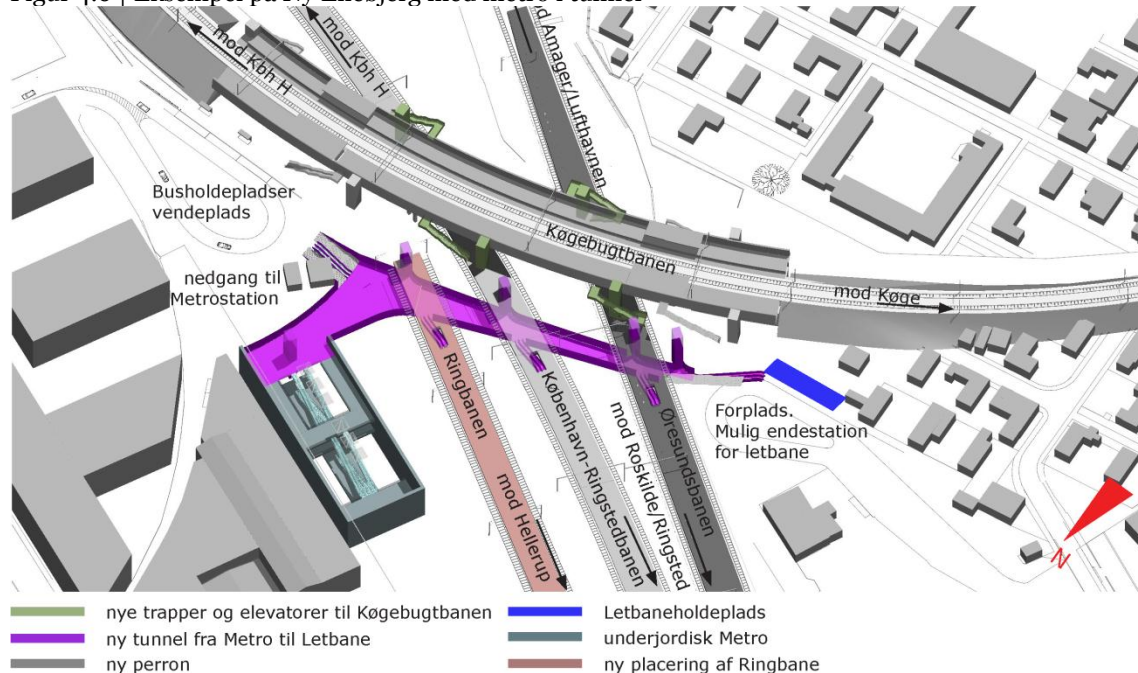 mod Kbh H
mod Kbh H
Amager/Lufthavnen
Busholdepladser
vendeplads
Køgebugtbanen
nedgang til
Metrostation
mod Køge
Ringbanen
København-Ringstedbanen
mod Roskilde/Ringsted
Øresundsbanen
mod Hellerup
Forplads.
Mulig endestation
for letbane
N
nye trapper og elevatorer til Køgebugtbanen
ny tunnel fra Metro til Letbane
ny perron
Letbaneholdeplads
underjordisk Metro
ny placering af Ringbane